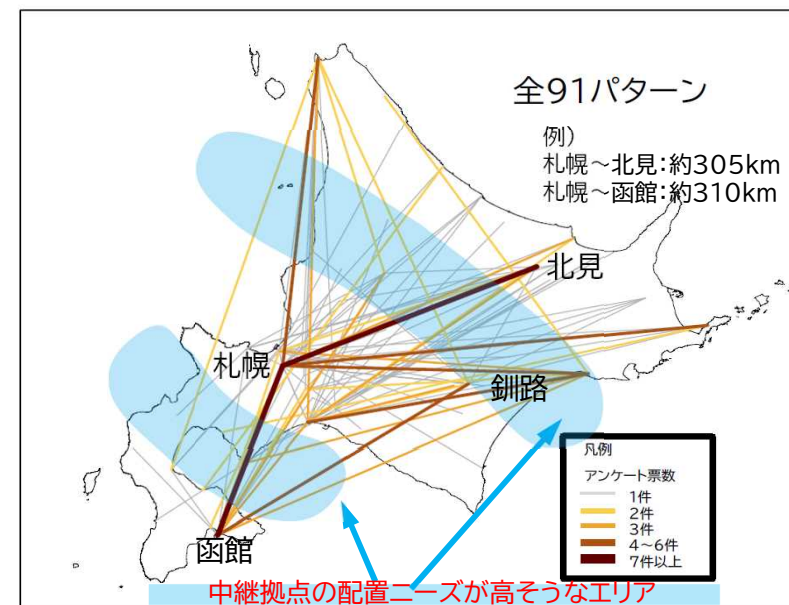 全91パターン
例)
札幌～北見:約305km
札幌～函館:約310km
北見
札幌
釧路
函館
凡例
アンケート票数
1件
2件
3件
4～6件
7件以上
中継拠点の配置ニーズが高そうなエリア